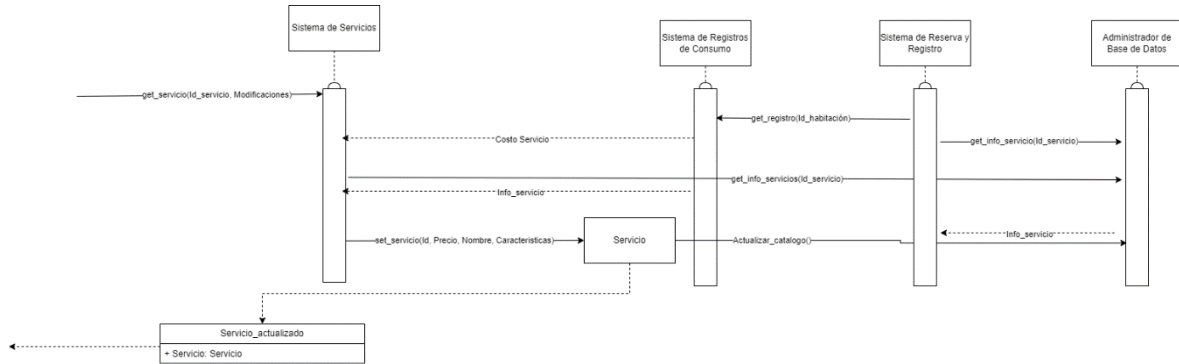 Sistema de Servicios
Sistema de Registros
de Consumo
Sistema de Reserva y
Registro
Administrador de
Base de Datos
get_servicio(Id_servicio, Modificaciones)
get_registro(Id_habitación)
Costo Servicio
get_info_servicio(Id_servicio)
get_info_servicios(Id_servicio)
Info_servicio
set_servicio(Id, Precio, Nombre, Caracteristicas)
Servicio
Actualizar_catalogo()
Info_servicio
Servicio_actualizado
+ Servicio: Servicio